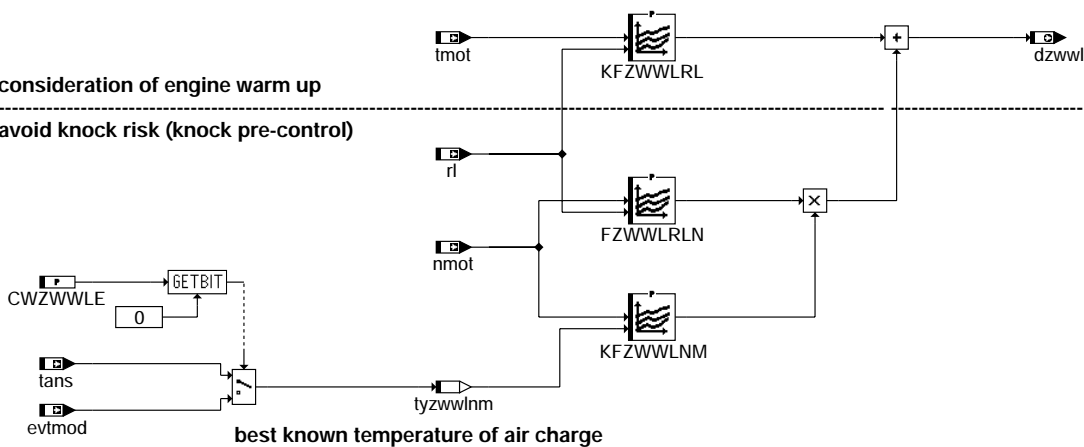 P
tmot
KFZWWLRL
+
dzwwl
consideration of engine warm up
avoid knock risk (knock pre-control)
rl
P
FZWWLRLN
nmot
P
CWZWWLE
GETBIT
0
P
KFZWWLNM
tans
tyzwwlnm
evtmod
best known temperature of air charge